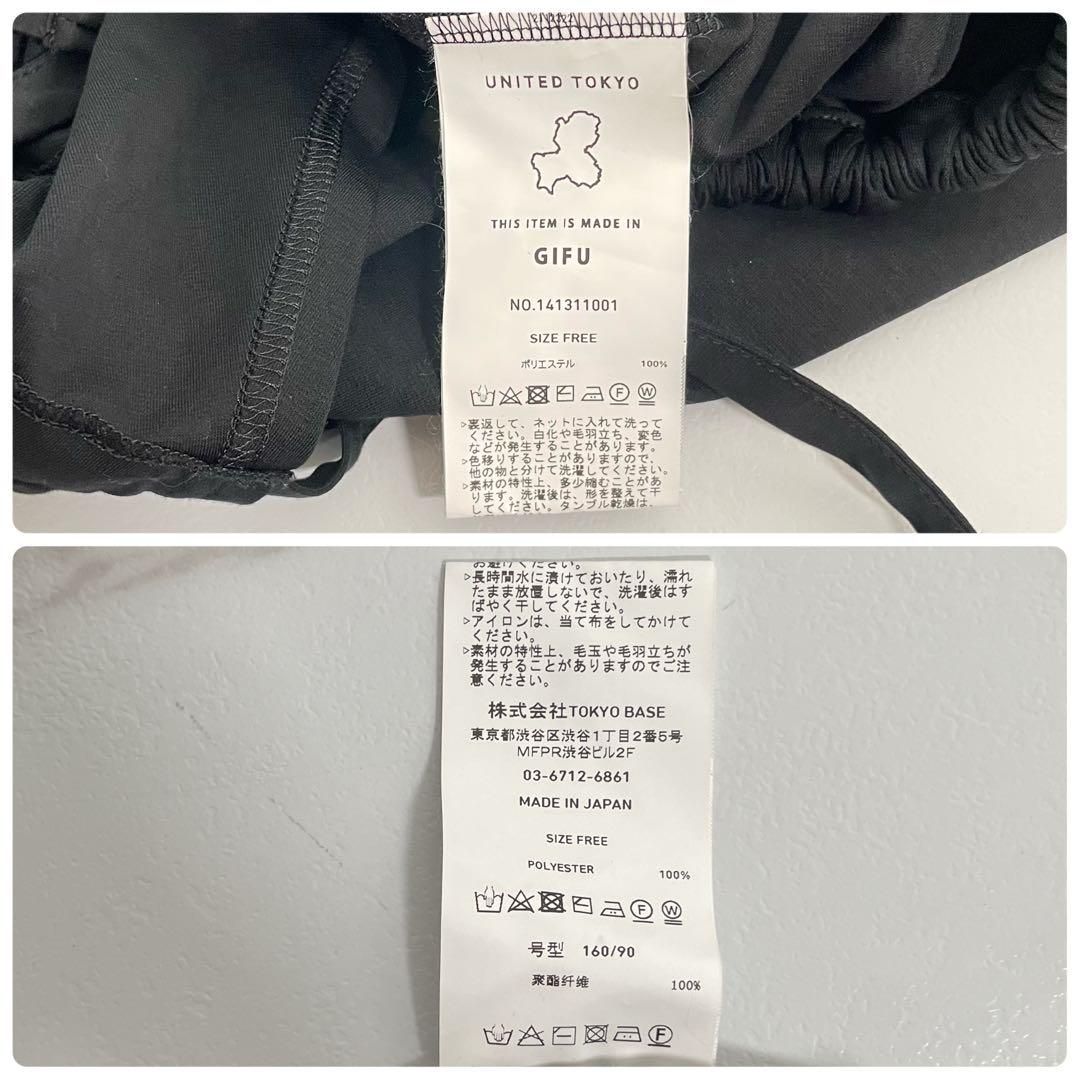 UNITED TOKYO
THIS ITEM IS MADE IN
GIFU
NO.141311001
SIZE FREE
ポリエステル 100%
F W
▷裏返して、ネットに入れて洗って
ください。白化や毛羽立ち、変色
などが発生することがあります。
▷色移りすることがありますので、
他の物と分けて洗濯してください。
▷素材の特性上、多少縮むことがあ
ります。洗濯後は、形を整えて干
してください。タンブル乾燥は、
お避けください。
▷長時間水に漬けておいたり、濡れ
たまま放置しないで、洗濯後はす
ばやく干してください。
▷アイロンは、当て布をしてかけて
ください。
▷素材の特性上、毛玉や毛羽立ちが
発生することがありますのでご注
意ください。
株式会社TOKYO BASE
東京都渋谷区渋谷1丁目2番5号
MFPR渋谷ビル2F
03-6712-6861
MADE IN JAPAN
SIZE FREE
POLYESTER 100%
F W
号型 160/90
聚酯纤维 100%
F